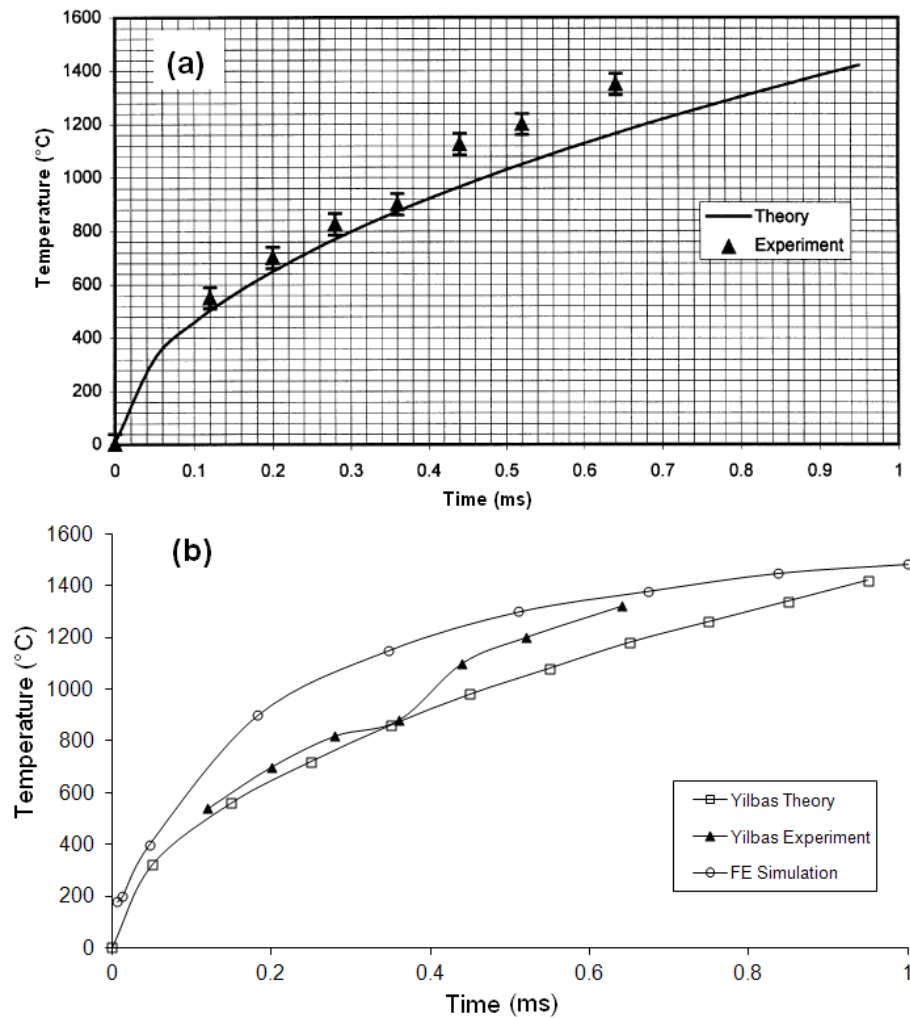 (a)
1600
1400
1200
1000
800
600
400
200
0
Temperature (°C)
Theory
Experiment
0 0.1 0.2 0.3 0.4 0.5 0.6 0.7 0.8 0.9 1
Time (ms)
(b)
1600
1400
1200
1000
800
600
400
200
0
Temperature (°C)
Yilbas Theory
Yilbas Experiment
FE Simulation
0 0.2 0.4 0.6 0.8 1
Time (ms)